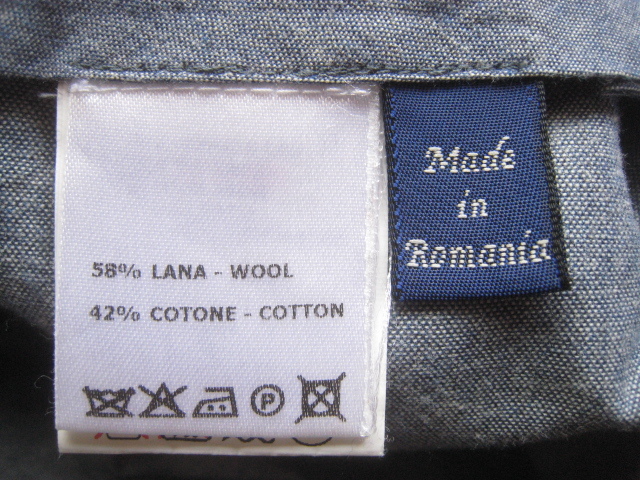 58% LANA - WOOL
42% COTONE - COTTON
P
Made
in
Romania